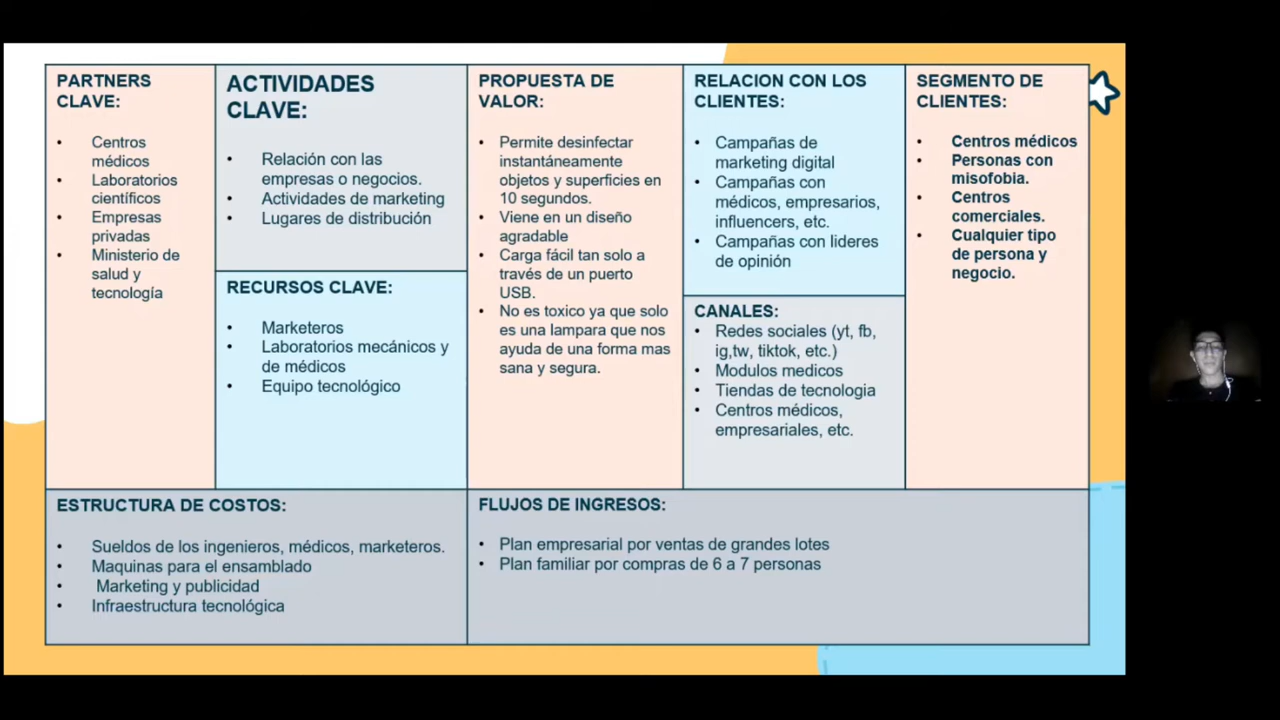 PARTNERS
CLAVE:
Centros
médicos
Laboratorios
científicos
Empresas
privadas
Ministerio de
salud y
tecnología
ACTIVIDADES
CLAVE:
Relación con las
empresas o negocios.
Actividades de marketing
Lugares de distribución
RECURSOS CLAVE:
Marketeros
Laboratorios mecánicos y
de médicos
Equipo tecnológico
PROPUESTA DE
VALOR:
Permite desinfectar
instantáneamente
objetos y superficies en
10 segundos.
Viene en un diseño
agradable
Carga fácil tan solo a
través de un puerto
USB.
No es toxico ya que solo
es una lampara que nos
ayuda de una forma mas
sana y segura.
RELACION CON LOS
CLIENTES:
Campañas de
marketing digital
Campañas con
médicos, empresarios,
influencers, etc.
Campañas con lideres
de opinión
CANALES:
Redes sociales (yt, fb,
ig,tw, tiktok, etc.)
Modulos medicos
Tiendas de tecnologia
Centros médicos,
empresariales, etc.
SEGMENTO DE
CLIENTES:
Centros médicos
Personas con
misofobia.
Centros
comerciales.
Cualquier tipo
de persona y
negocio.
ESTRUCTURA DE COSTOS:
Sueldos de los ingenieros, médicos, marketeros.
Maquinas para el ensamblado
Marketing y publicidad
Infraestructura tecnológica
FLUJOS DE INGRESOS:
Plan empresarial por ventas de grandes lotes
Plan familiar por compras de 6 a 7 personas